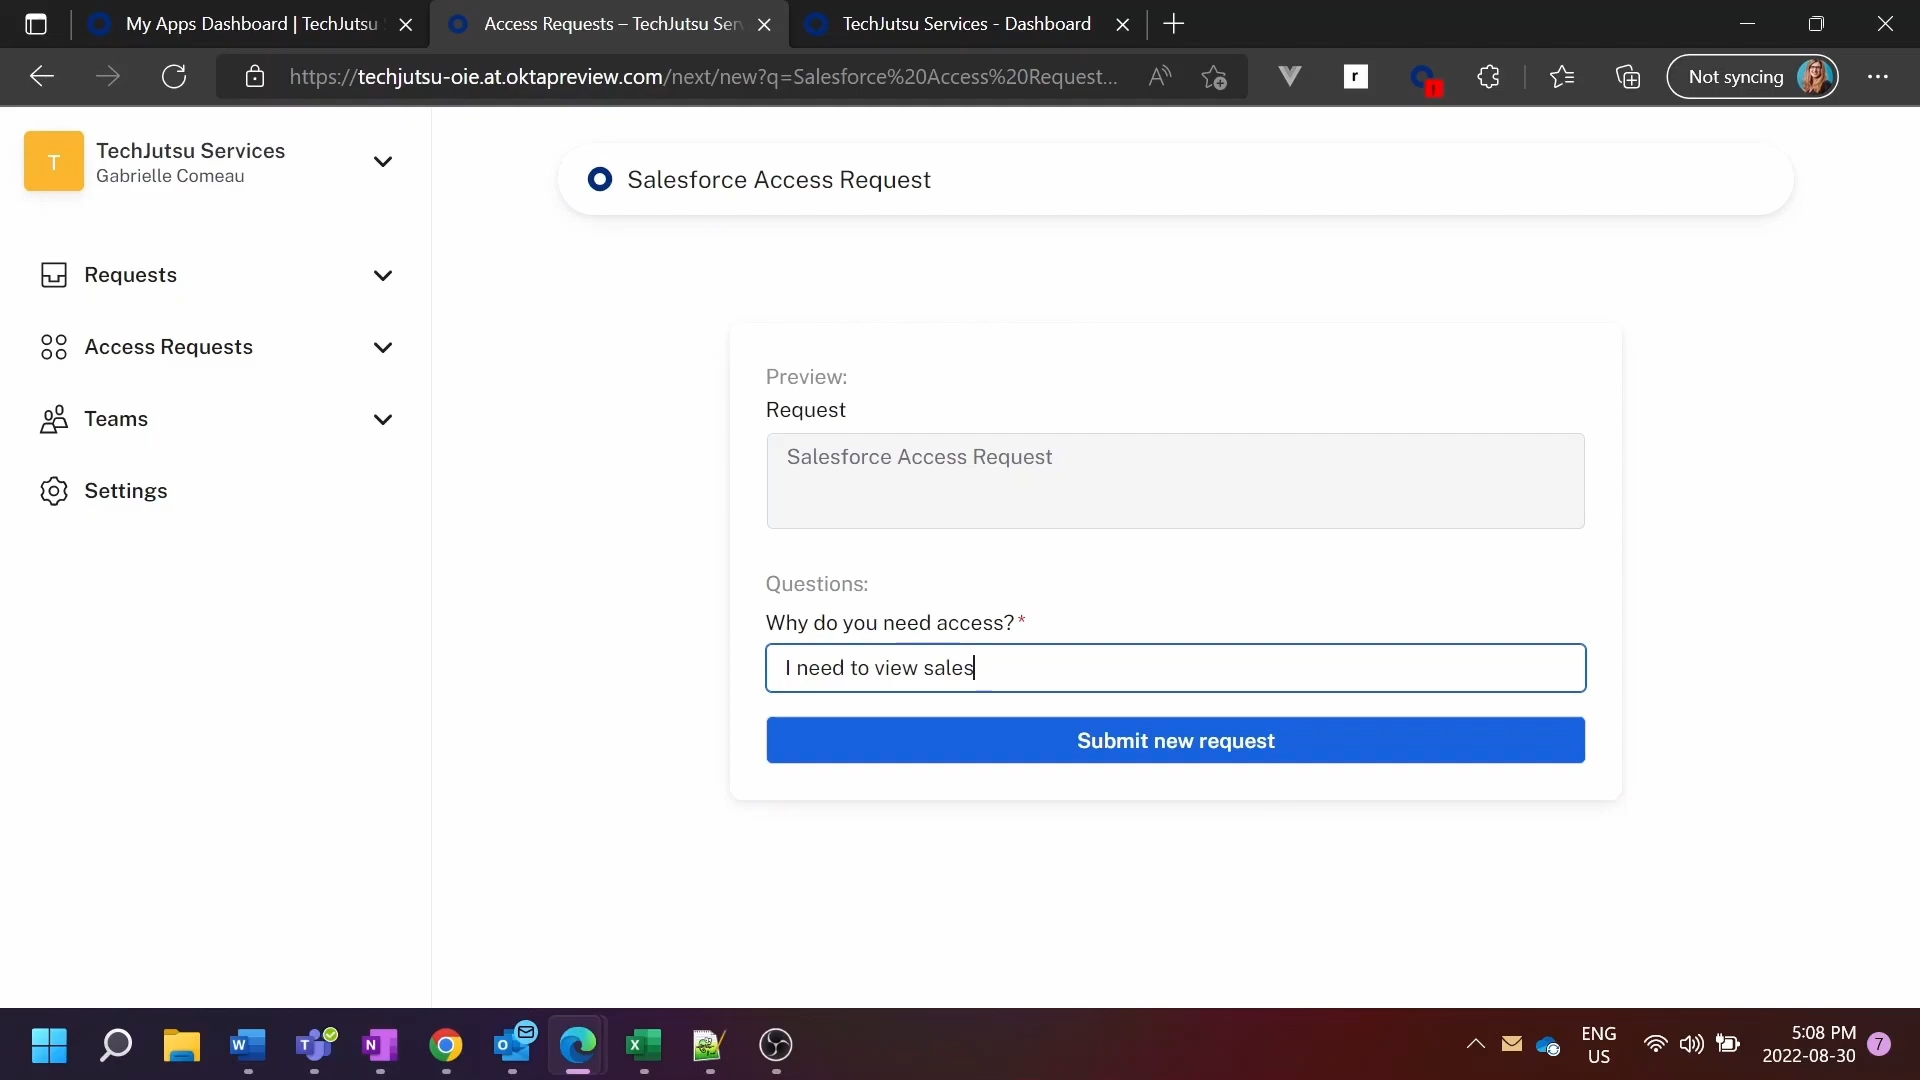 My Apps Dashboard | TechJutsu
Access Requests – TechJutsu Ser
TechJutsu Services - Dashboard
https://techjutsu-oie.at.oktapreview.com/next/new?q=Salesforce%20Access%20Request...
r
Not syncing
T
TechJutsu Services
Gabrielle Comeau
Requests
Access Requests
Teams
Settings
Salesforce Access Request
Preview:
Request
Salesforce Access Request
Questions:
Why do you need access?*
I need to view sales
Submit new request
ENG
US
5:08 PM
2022-08-30
7